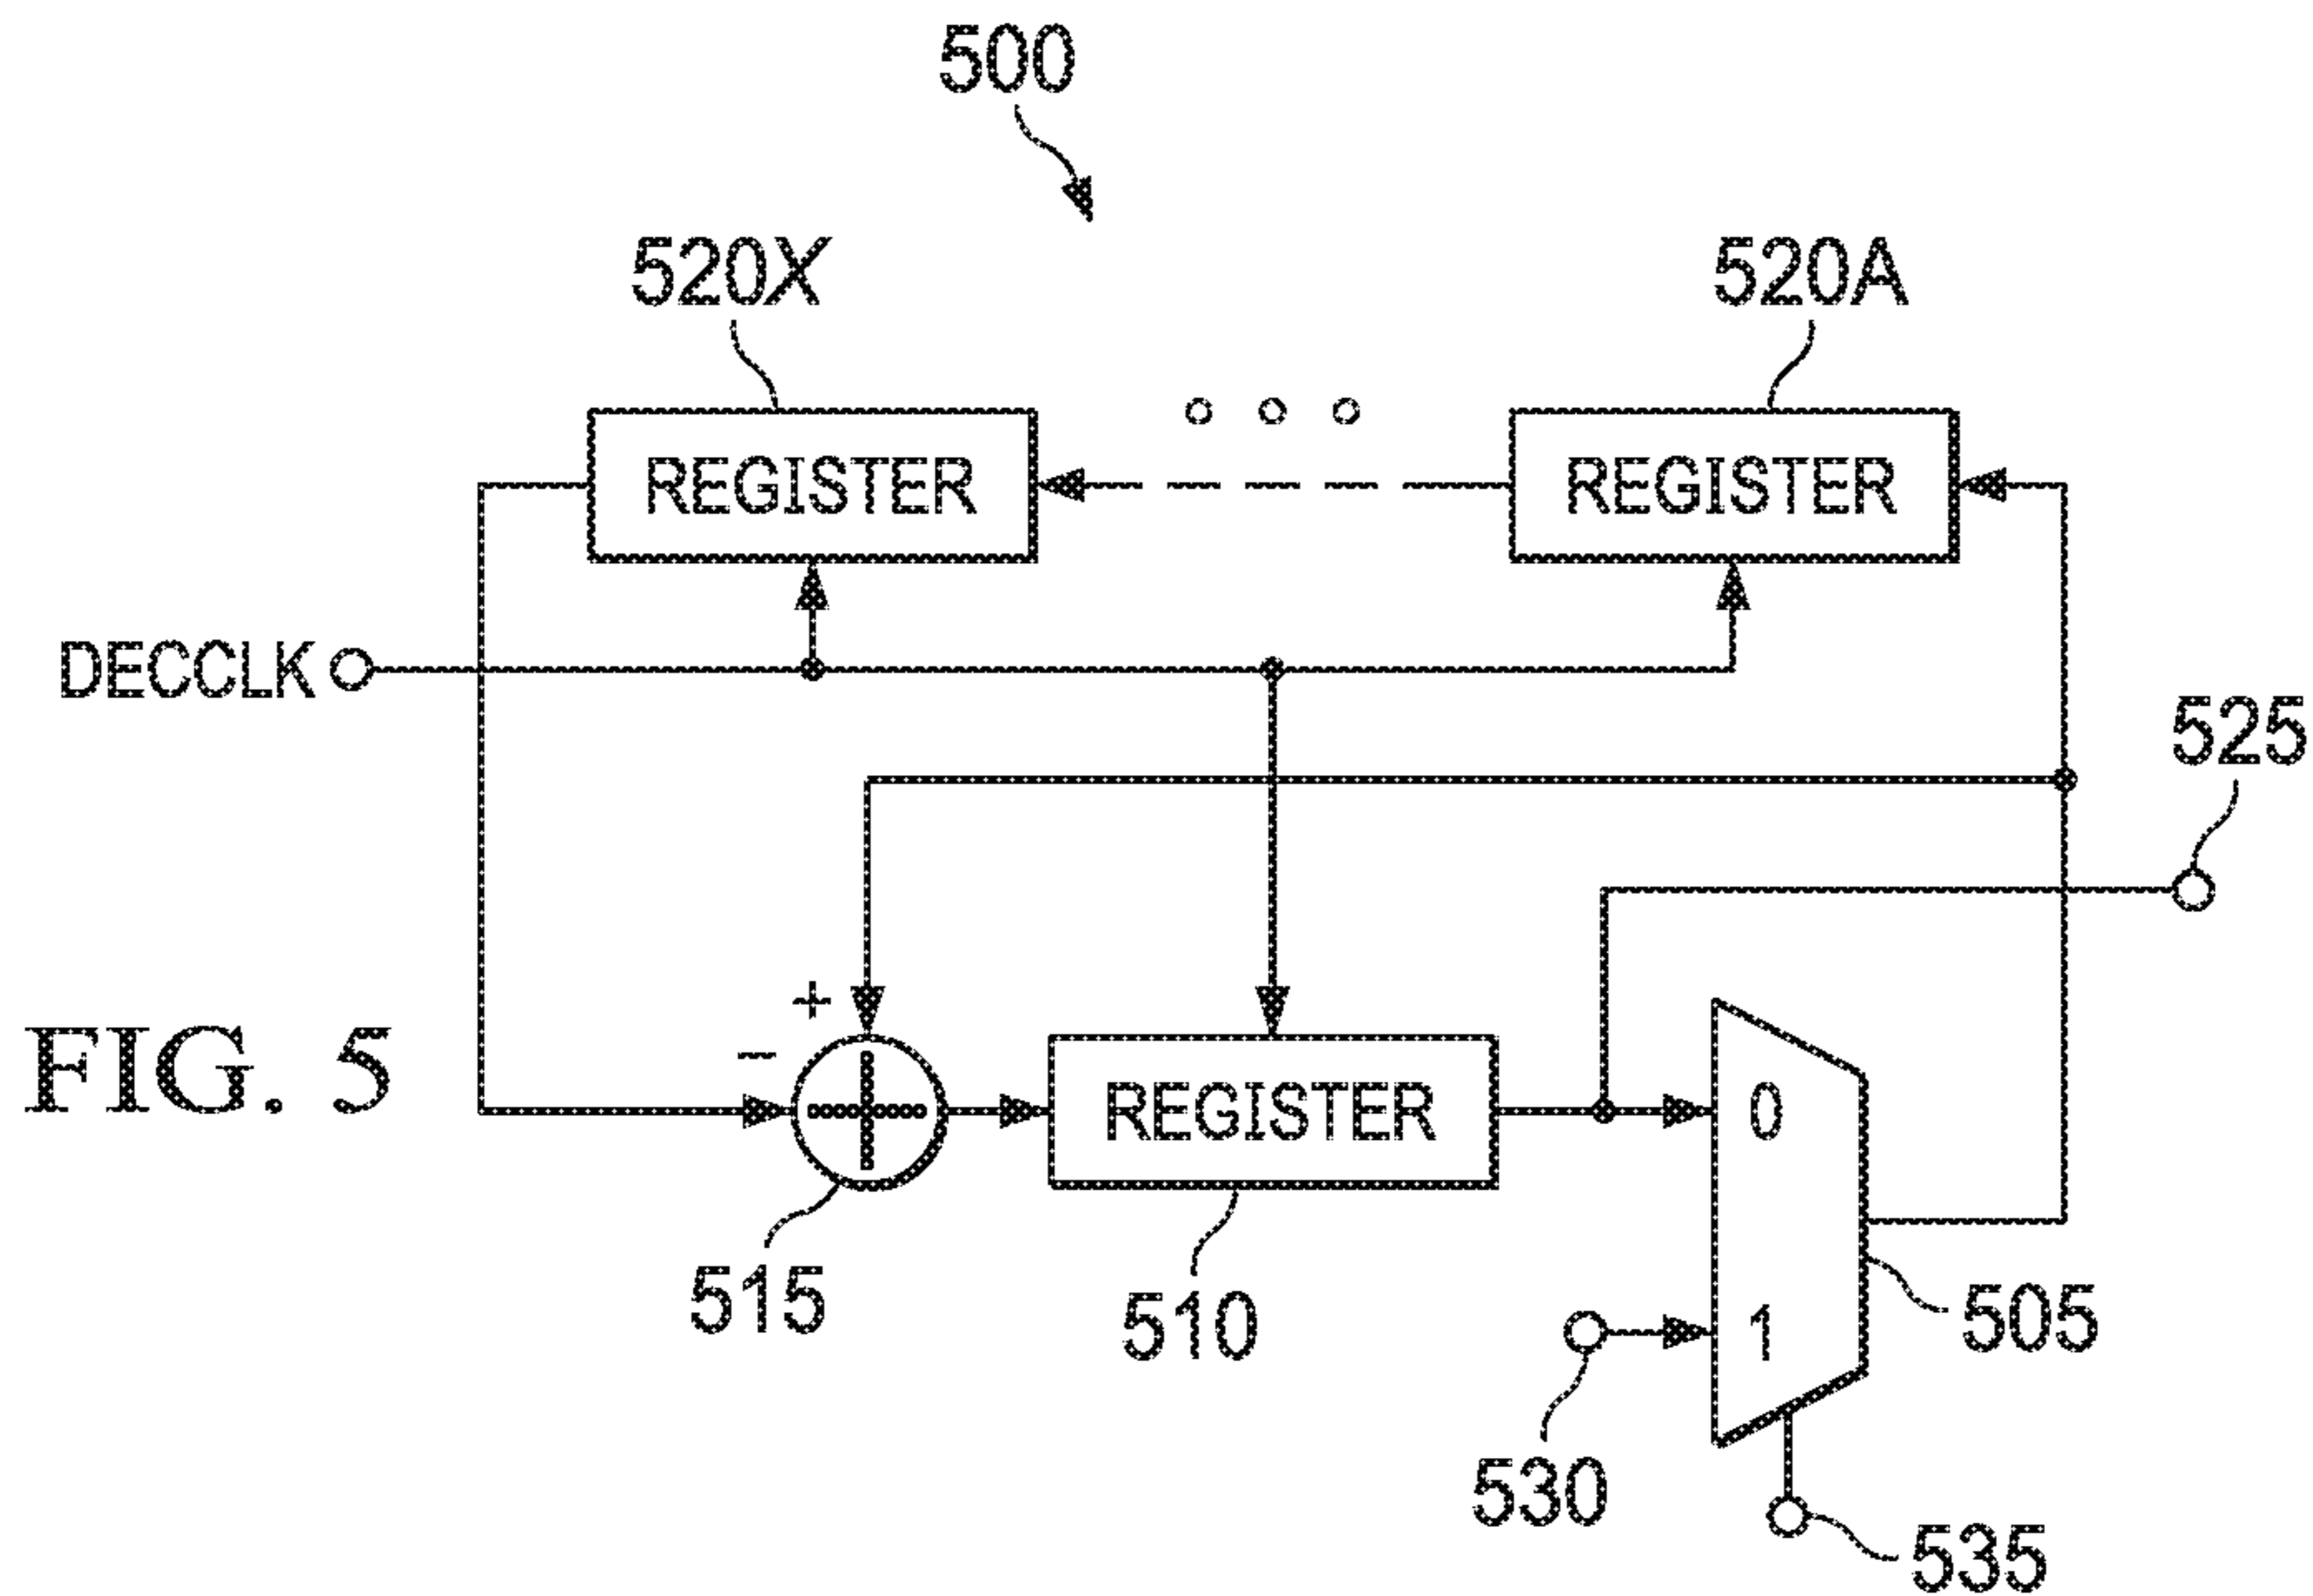 500
520X
520A
REGISTER
REGISTER
DECCLK
525
+
−
FIG. 5
REGISTER
0
1
515
510
505
530
535